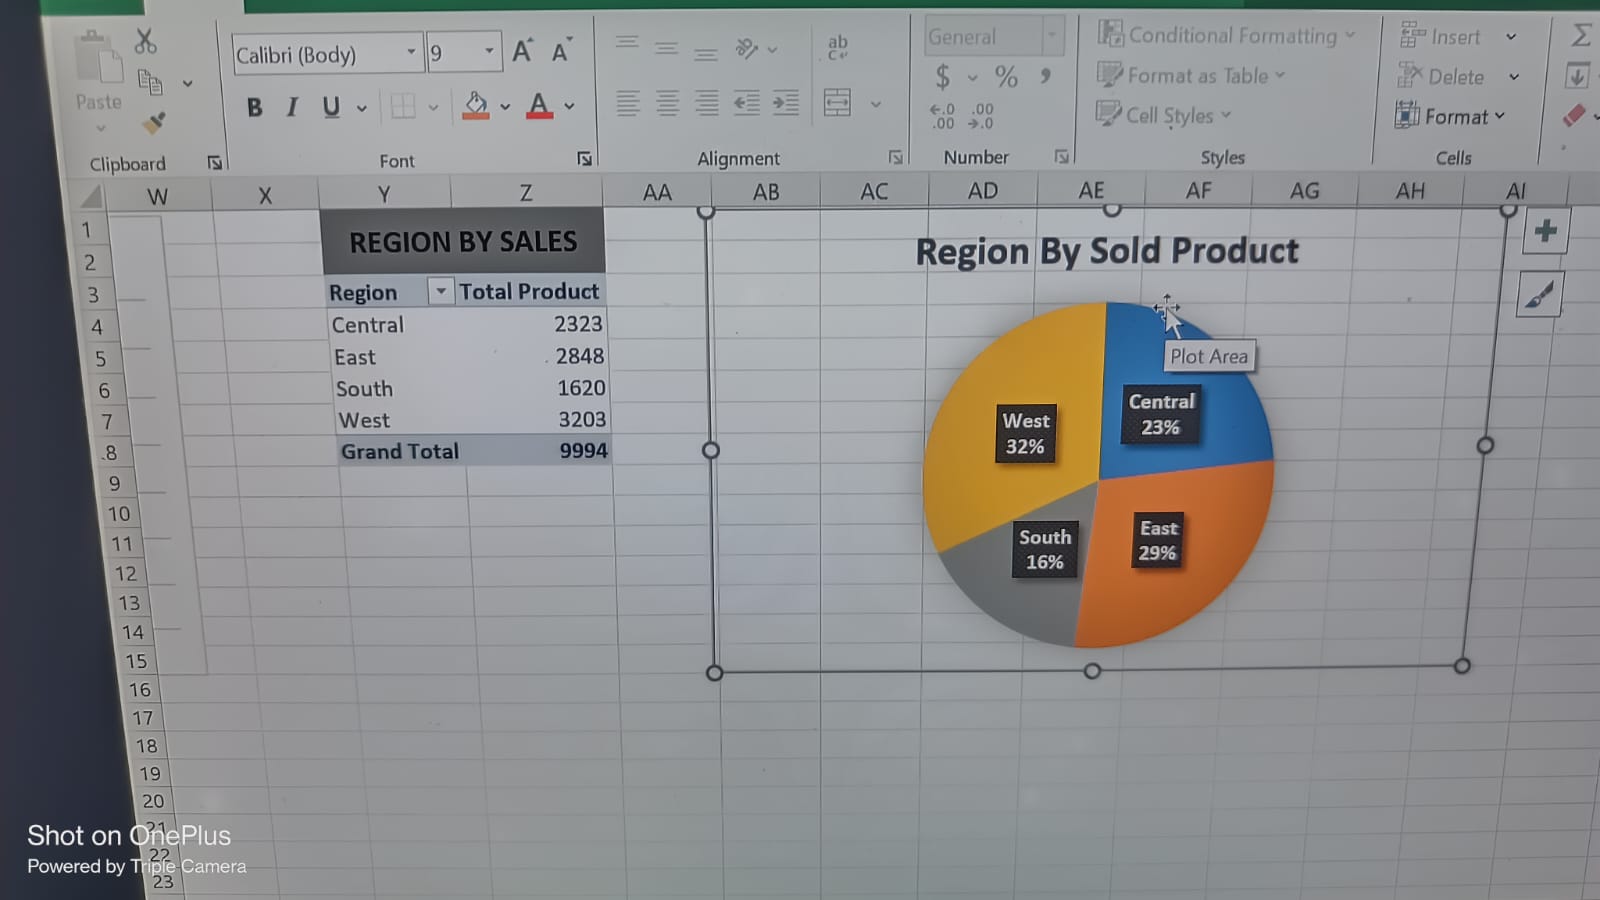 Paste
Clipboard
Calibri (Body)
9
A A
B I U
A
Font
ab
Alignment
General
$ % ,
Number
Conditional Formatting
Format as Table
Cell Styles
Styles
Insert
Delete
Format
Cells
W X Y Z AA AB AC AD AE AF AG AH AI
1
2
3
4
5
6
7
8
9
10
11
12
13
14
15
16
17
18
19
20
21
22
23
REGION BY SALES
Region Total Product
Central 2323
East 2848
South 1620
West 3203
Grand Total 9994
Region By Sold Product
Plot Area
Central
23%
West
32%
South
16%
East
29%
Shot on OnePlus
Powered by Triple Camera